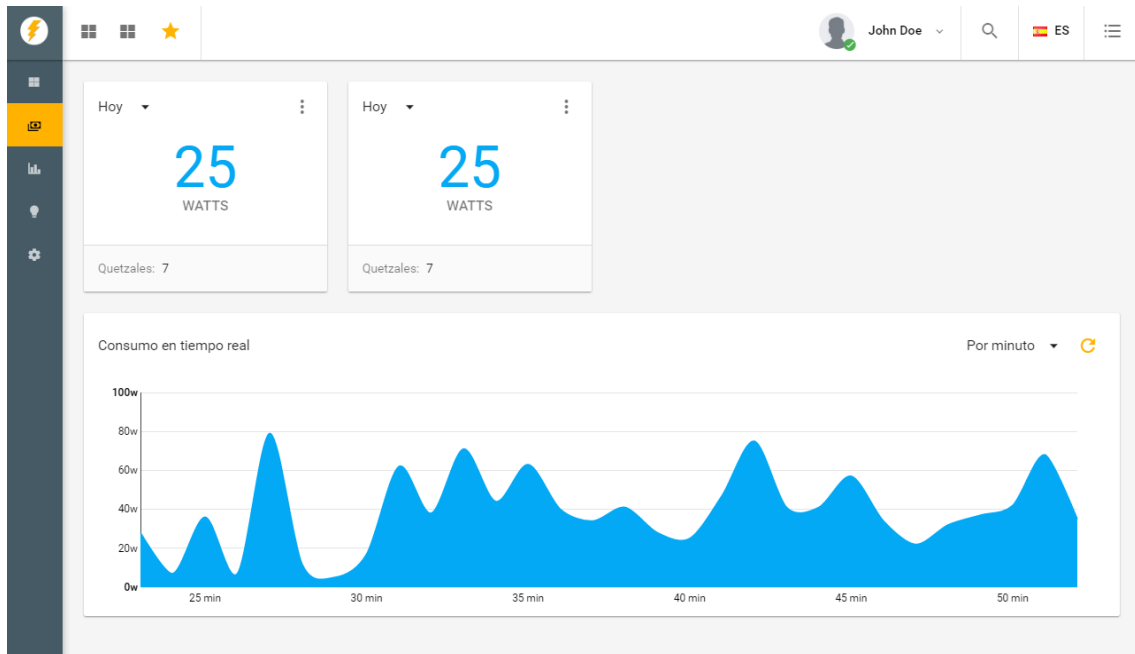 John Doe
ES
Hoy
25
WATTS
Quetzales: 7
Hoy
25
WATTS
Quetzales: 7
Consumo en tiempo real
Por minuto
100w
80w
60w
40w
20w
0w
25 min 30 min 35 min 40 min 45 min 50 min